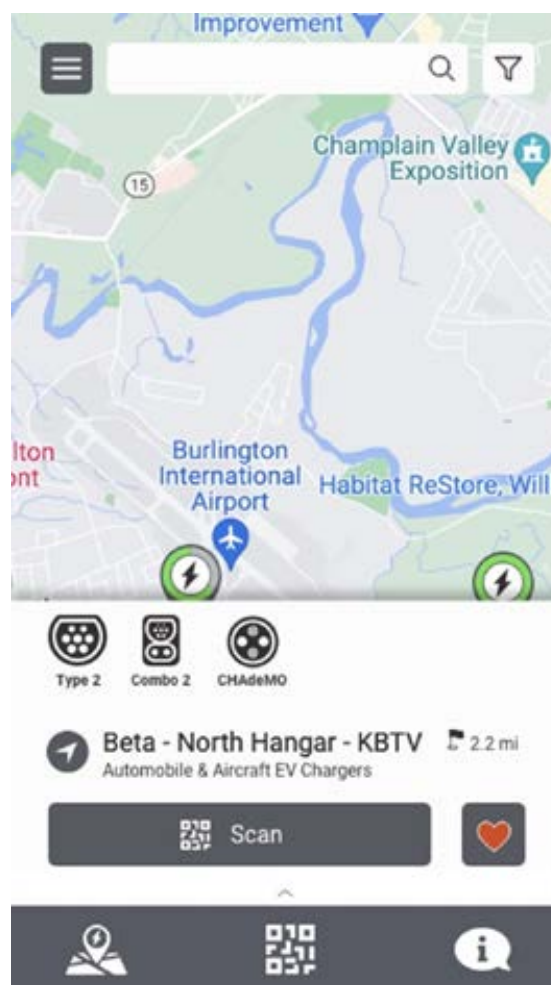 Improvement
Champlain Valley
Exposition
15
lton
ont
Burlington
International
Airport
Habitat ReStore, Will
Type 2
Combo 2
CHAdeMO
Beta - North Hangar - KBTV
2.2 mi
Automobile & Aircraft EV Chargers
Scan